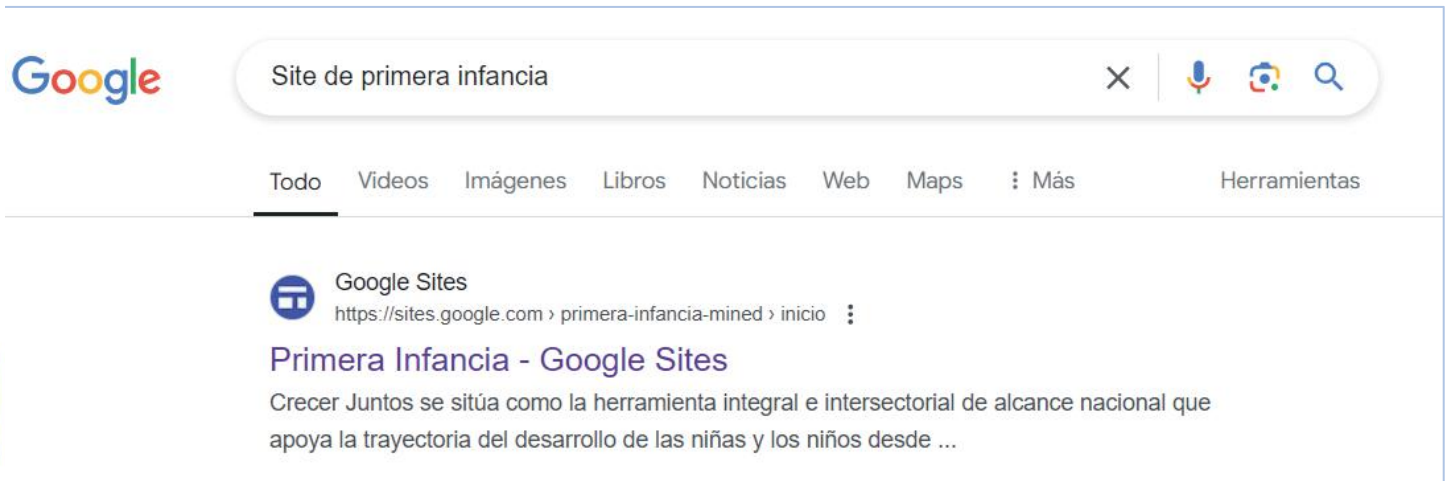 Google
Site de primera infancia
Todo Videos Imágenes Libros Noticias Web Maps Más Herramientas
Google Sites
https://sites.google.com › primera-infancia-mined › inicio
Primera Infancia - Google Sites
Crecer Juntos se sitúa como la herramienta integral e intersectorial de alcance nacional que
apoya la trayectoria del desarrollo de las niñas y los niños desde ...